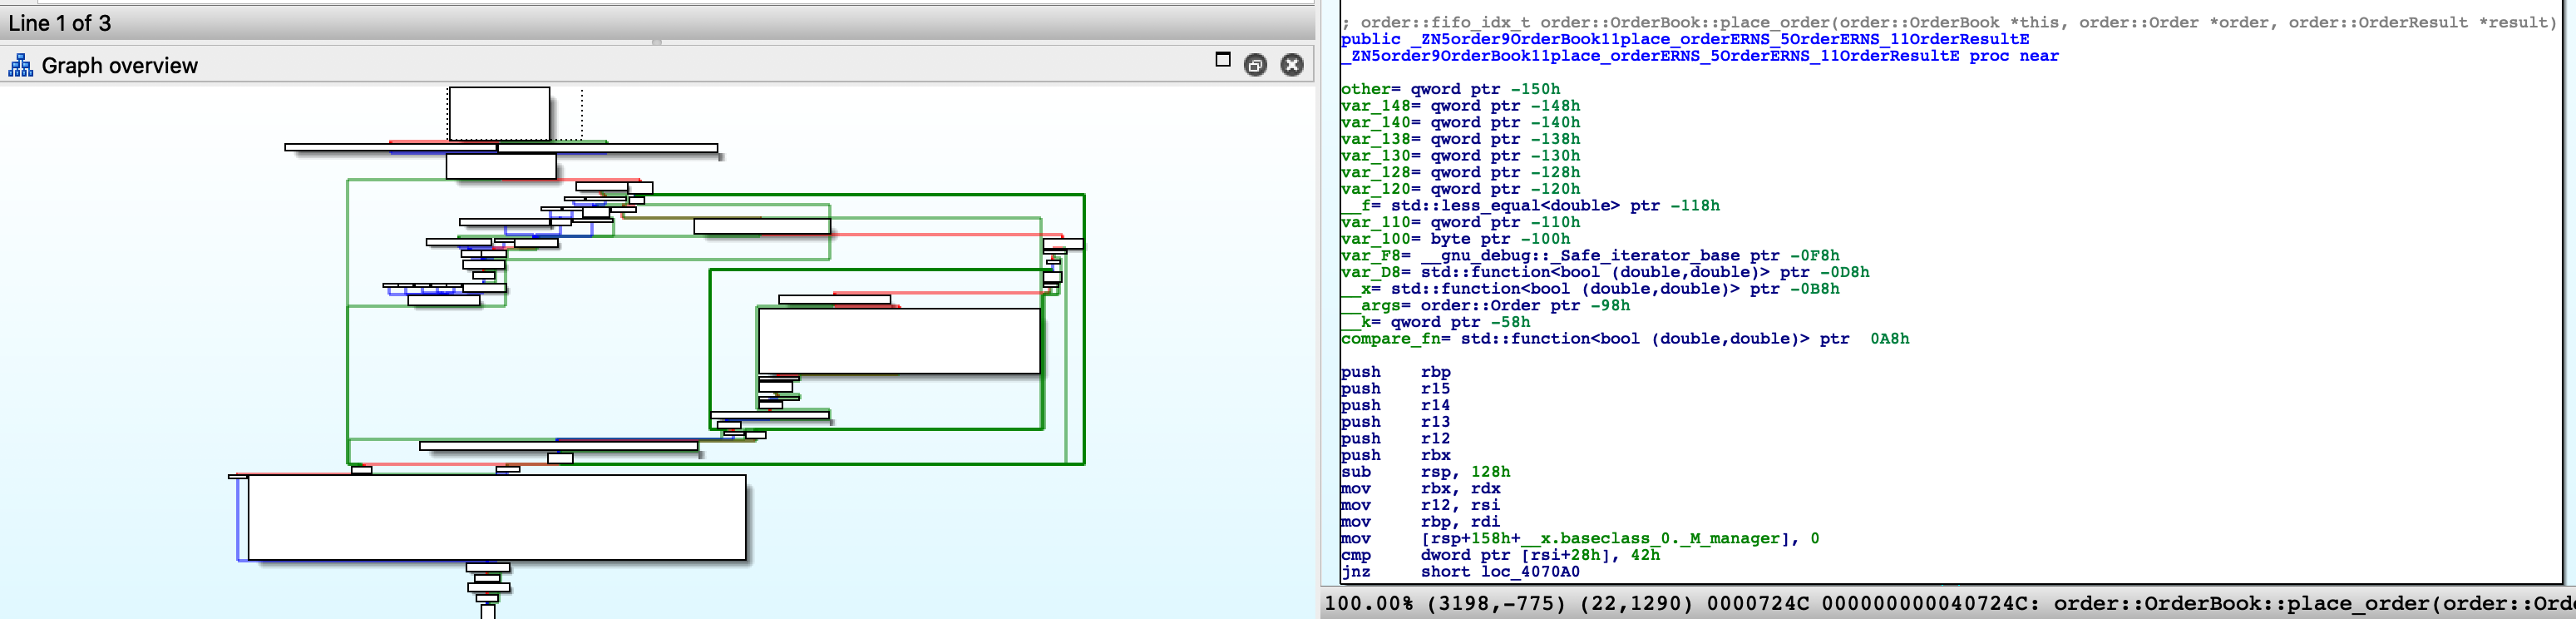 Line 1 of 3
Graph overview
; order::fifo_idx_t order::OrderBook::place_order(order::OrderBook *this, order::Order *order, order::OrderResult *result)
public _ZN5order9OrderBook11place_orderERNS_5OrderERNS_11OrderResultE
_ZN5order9OrderBook11place_orderERNS_5OrderERNS_11OrderResultE proc near
other= qword ptr -150h
var_148= qword ptr -148h
var_140= qword ptr -140h
var_138= qword ptr -138h
var_130= qword ptr -130h
var_128= qword ptr -128h
var_120= qword ptr -120h
__f= std::less_equal<double> ptr -118h
var_110= qword ptr -110h
var_100= byte ptr -100h
var_F8= __gnu_debug::_Safe_iterator_base ptr -0F8h
var_D8= std::function<bool (double,double)> ptr -0D8h
__x= std::function<bool (double,double)> ptr -0B8h
__args= order::Order ptr -98h
__k= qword ptr -58h
compare_fn= std::function<bool (double,double)> ptr  0A8h
push rbp
push r15
push r14
push r13
push r12
push rbx
sub rsp, 128h
mov rbx, rdx
mov r12, rsi
mov rbp, rdi
mov [rsp+158h+__x.baseclass_0._M_manager], 0
cmp dword ptr [rsi+28h], 42h
jnz short loc_4070A0
100.00% (3198,-775) (22,1290) 0000724C 000000000040724C: order::OrderBook::place_order(order::Orde